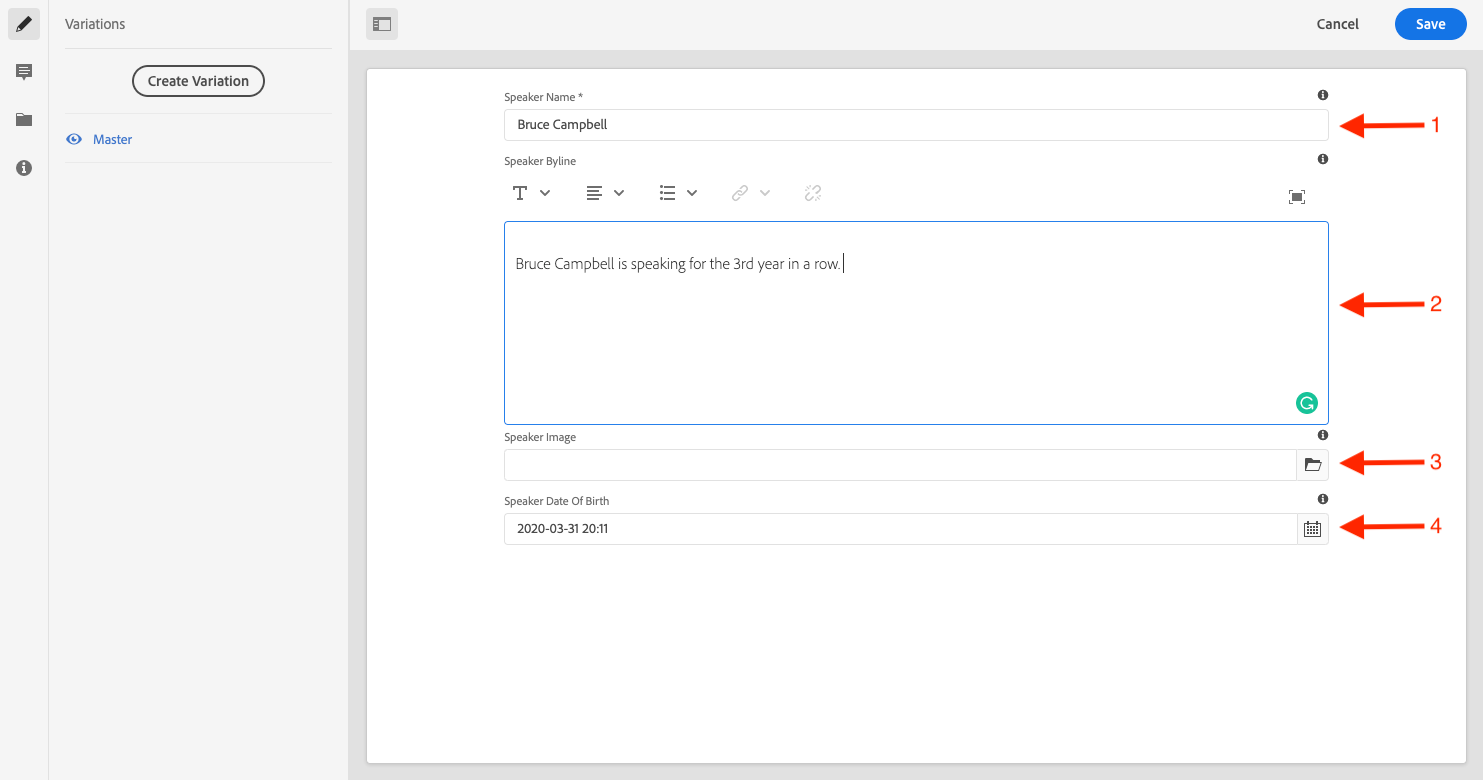 Variations
Cancel
Save
Create Variation
Master
Speaker Name *
Bruce Campbell
1
Speaker Byline
Bruce Campbell is speaking for the 3rd year in a row.
2
Speaker Image
3
Speaker Date Of Birth
2020-03-31 20:11
4